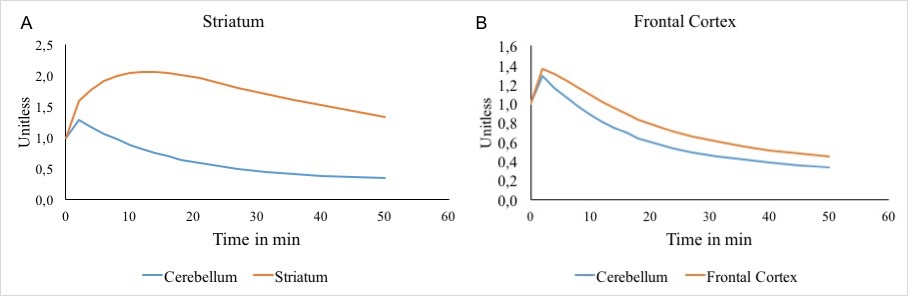 A
Striatum
2,5
2,0
1,5
1,0
0,5
0,0
Unitless
0 10 20 30 40 50 60
Time in min
Cerebellum Striatum
B
Frontal Cortex
1,6
1,4
1,2
1,0
0,8
0,6
0,4
0,2
0,0
Unitless
0 10 20 30 40 50 60
Time in min
Cerebellum Frontal Cortex